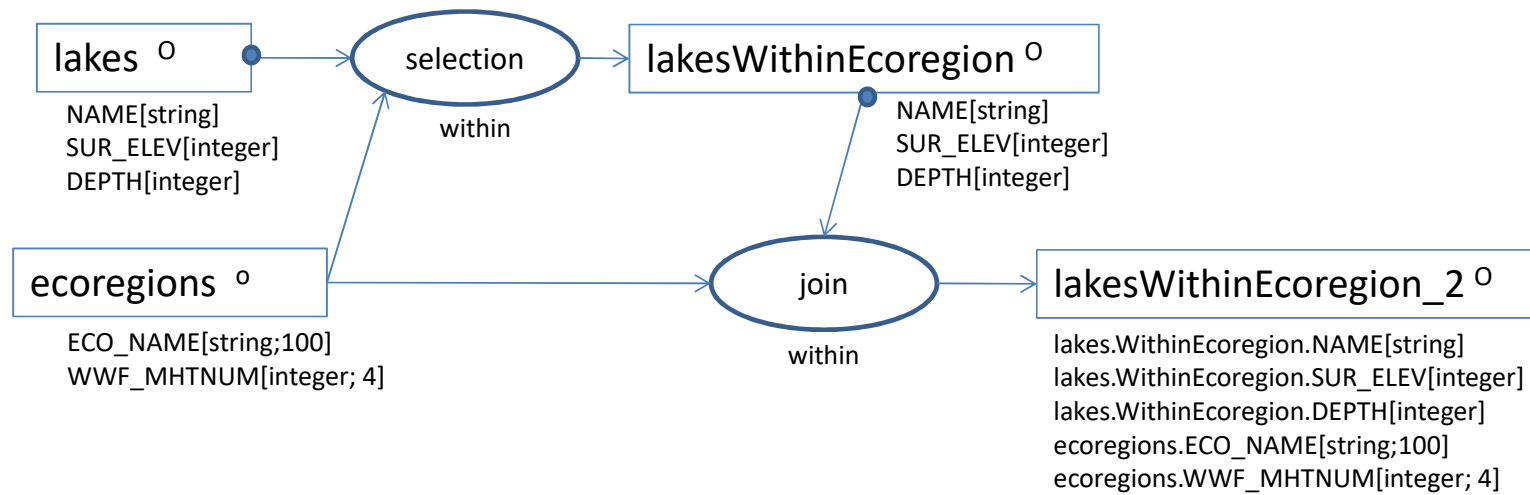 lakes O
NAME[string]
SUR_ELEV[integer]
DEPTH[integer]
selection
within
lakesWithinEcoregion O
NAME[string]
SUR_ELEV[integer]
DEPTH[integer]
ecoregions o
ECO_NAME[string;100]
WWF_MHTNUM[integer; 4]
join
within
lakesWithinEcoregion_2 O
lakes.WithinEcoregion.NAME[string]
lakes.WithinEcoregion.SUR_ELEV[integer]
lakes.WithinEcoregion.DEPTH[integer]
ecoregions.ECO_NAME[string;100]
ecoregions.WWF_MHTNUM[integer; 4]